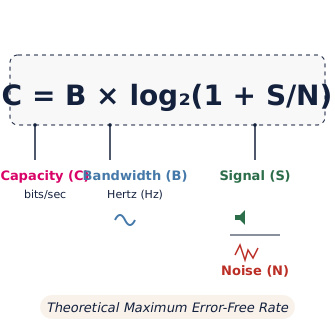 C = B × log₂(1 + S/N)
Capacity (C) Bandwidth (B) Signal (S)
bits/sec Hertz (Hz)
Noise (N)
Theoretical Maximum Error-Free Rate